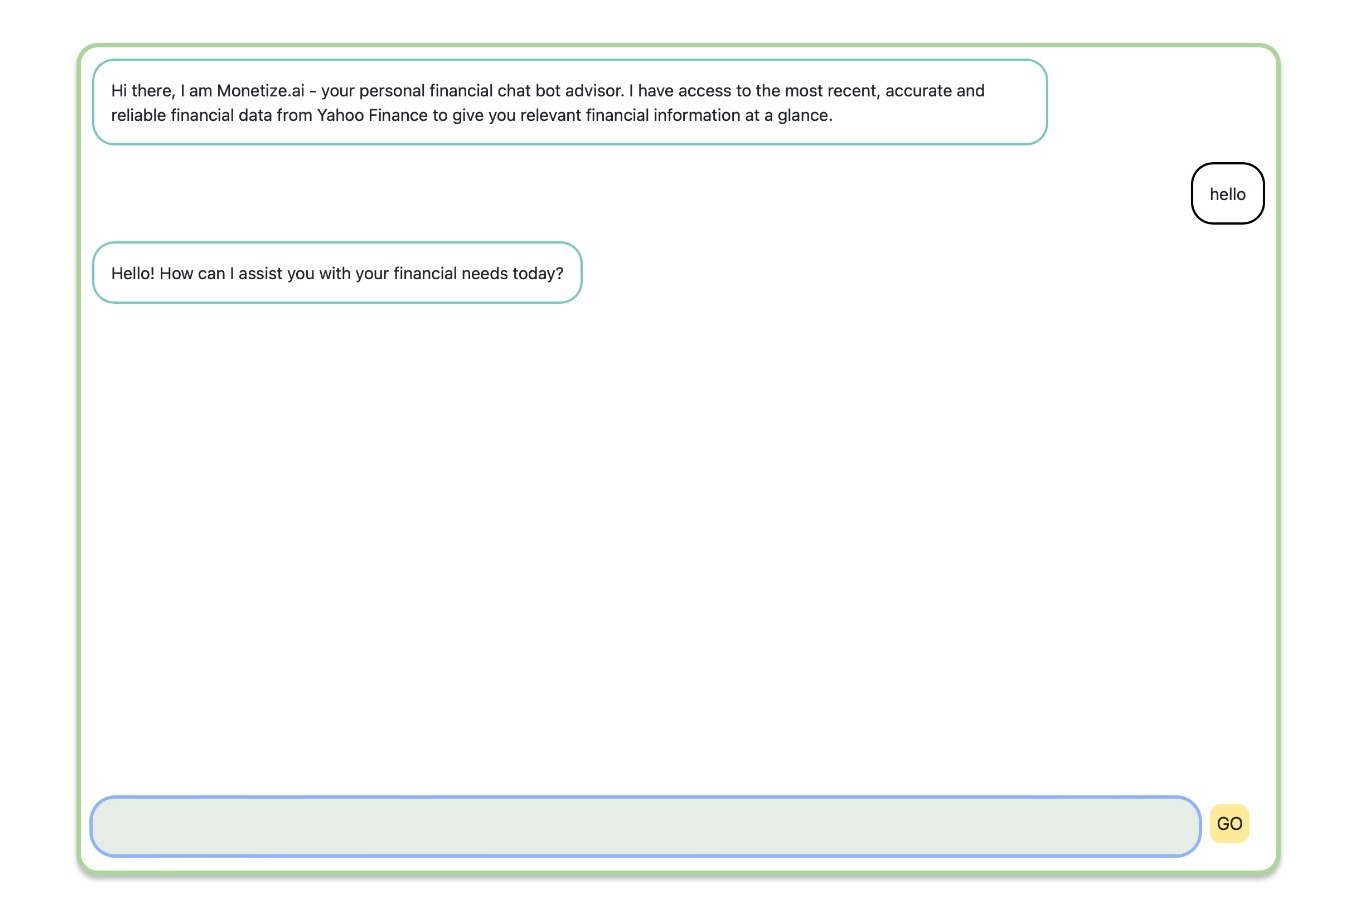 Hi there, I am Monetize.ai - your personal financial chat bot advisor. I have access to the most recent, accurate and
reliable financial data from Yahoo Finance to give you relevant financial information at a glance.
hello
Hello! How can I assist you with your financial needs today?
GO